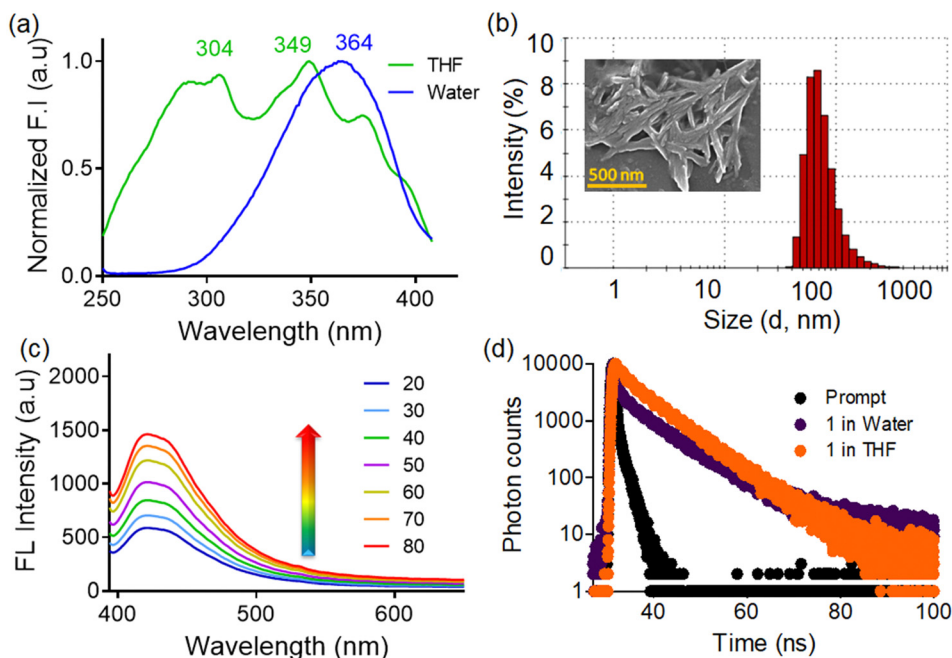 (a)
304
349
364
THF
Water
Normalized F.I (a.u)
1.0
0.5
0.0
250
300
350
400
Wavelength (nm)
(b)
Intensity (%)
10
8
6
4
2
0
500 nm
1
10
100
1000
Size (d, nm)
(c)
FL Intensity (a.u)
2000
1500
1000
500
0
20
30
40
50
60
70
80
400
500
600
Wavelength (nm)
(d)
Photon counts
10000
1000
100
10
1
Prompt
1 in Water
1 in THF
40
60
80
100
Time (ns)